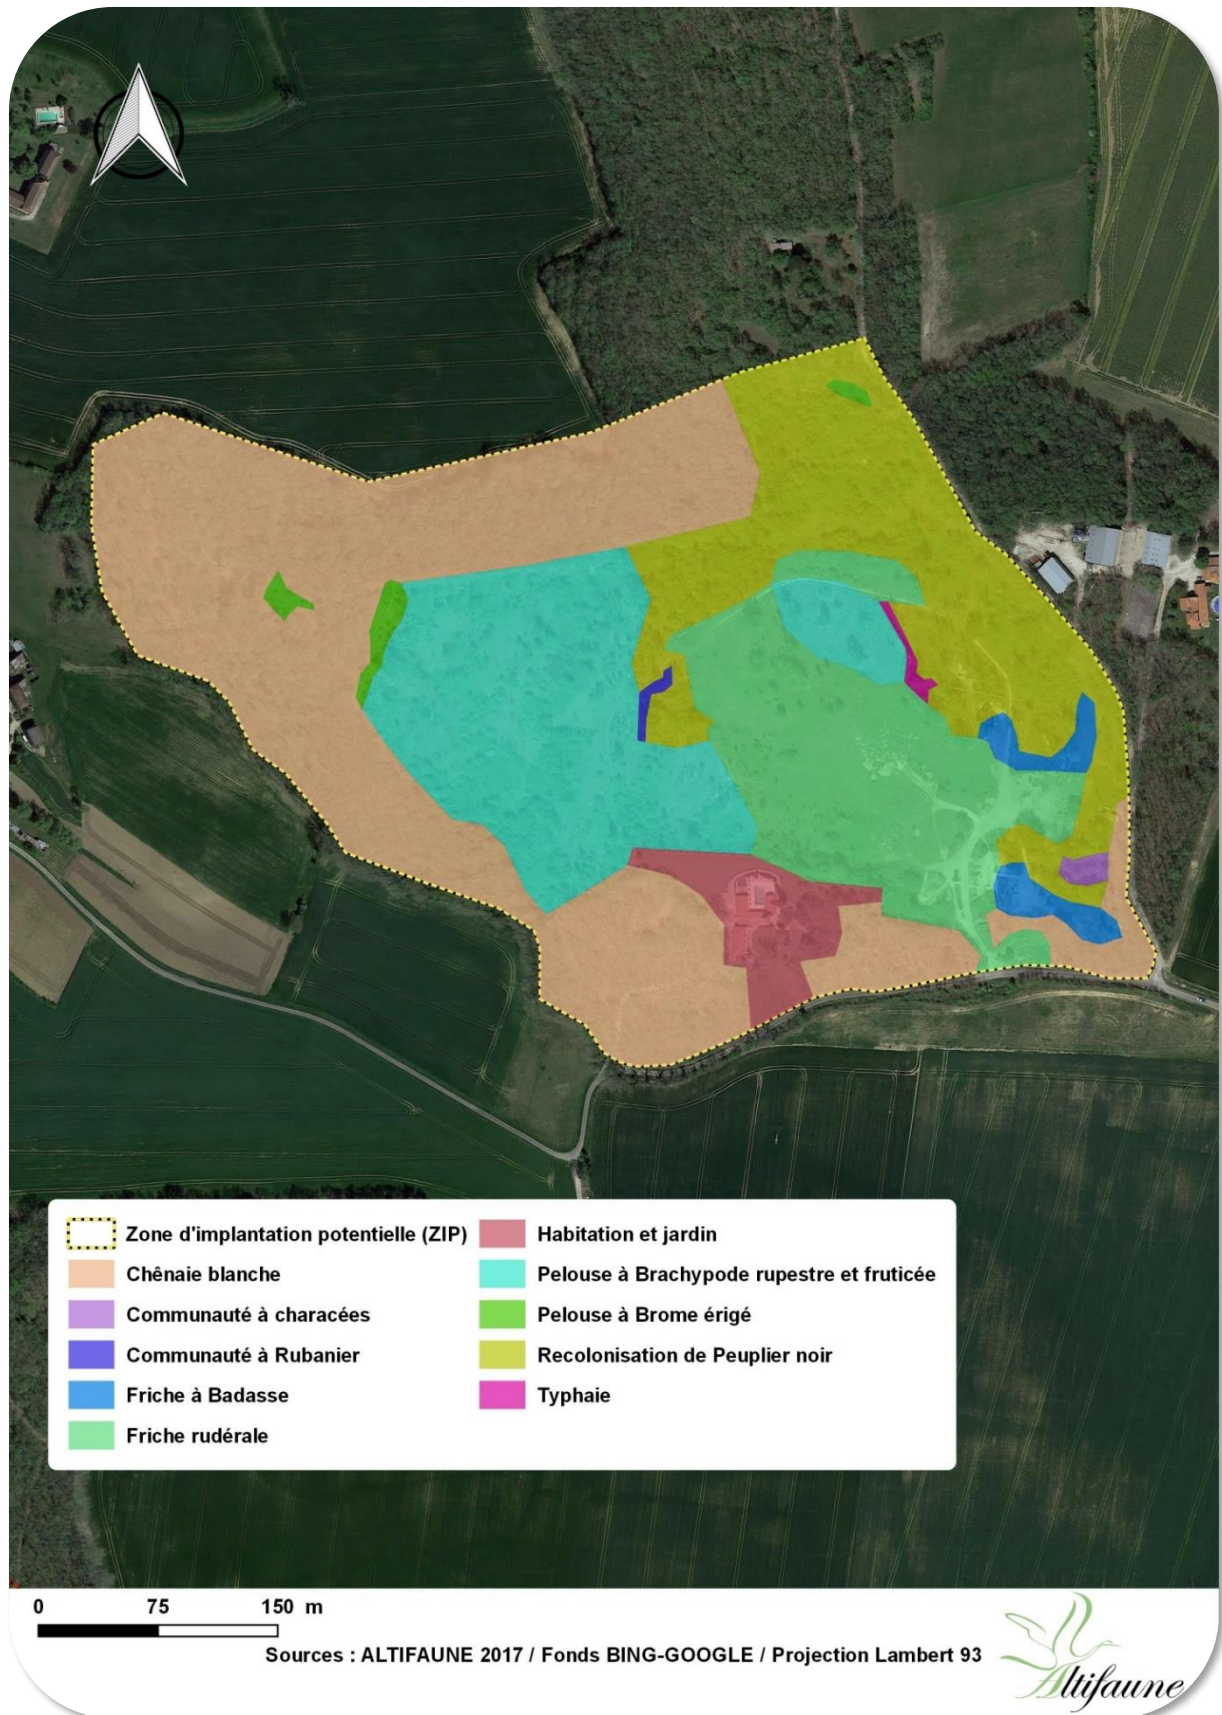 Zone d'implantation potentielle (ZIP)
Chênaie blanche
Communauté à characées
Communauté à Rubanier
Friche à Badasse
Friche rudérale
Habitation et jardin
Pelouse à Brachypode rupestre et fruticée
Pelouse à Brome érigé
Recolonisation de Peuplier noir
Typhaie
0 75 150 m
Sources : ALTIFAUNE 2017 / Fonds BING-GOOGLE / Projection Lambert 93
Altifaune